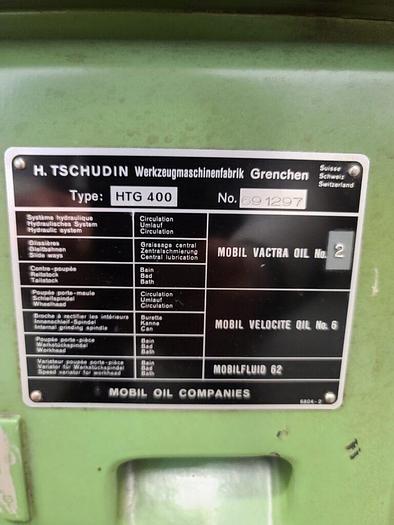 H. TSCHUDIN Werkzeugmaschinenfabrik Grenchen
Suisse
Schweiz
Switzerland
Type: HTG 400 No. 691297
Système hydraulique
Hydraulisches System
Hydraulic system
Circulation
Umlauf
Circulation
Glissières
Gleitbahnen
Slide ways
Graissage central
Zentralschmierung
Central lubrication
Contre-poupée
Reitstock
Tailstock
Bain
Bad
Bath
MOBIL VACTRA OIL No. 2
Poupée porte-meule
Schleifspindel
Wheelhead
Circulation
Umlauf
Circulation
Broche à rectifier les intérieurs
Innenschleif-Spindel
Internal grinding spindle
Burette
Kanne
Can
MOBIL VELOCITE OIL No. 6
Poupée porte-pièce
Werkstückspindel
Workhead
Bain
Bad
Bath
Variateur poupée porte-pièce
Variator für Werkstückspindel
Speed variator for workhead
Bain
Bad
Bath
MOBILFLUID 62
MOBIL OIL COMPANIES
6804-2